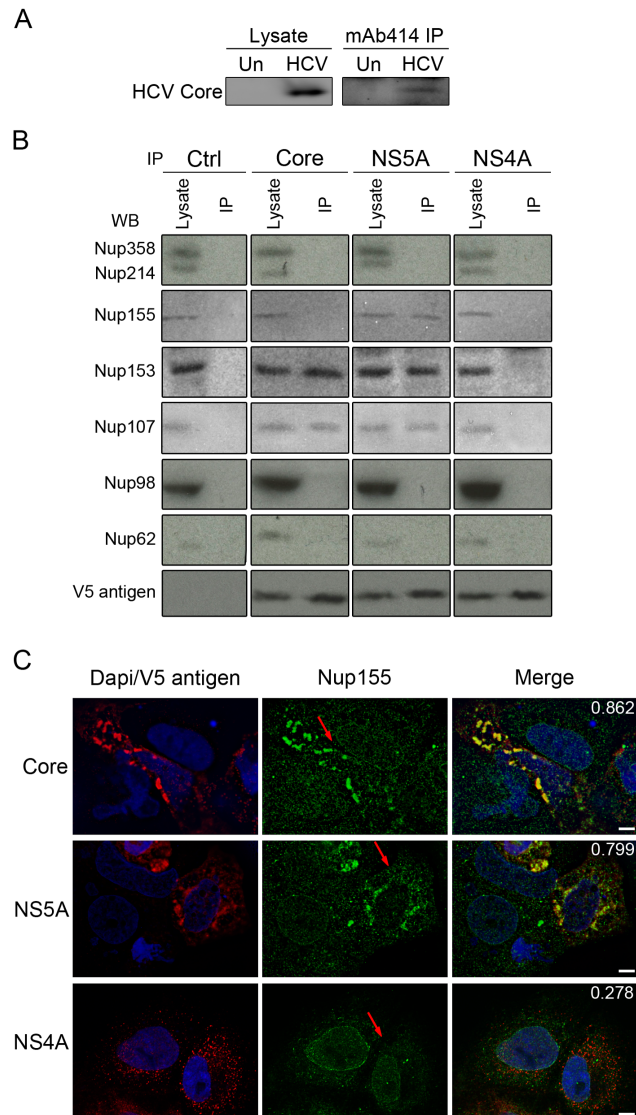 A
Lysate mAb414 IP
Un HCV Un HCV
HCV Core
B
IP Ctrl Core NS5A NS4A
WB Lysate IP Lysate IP Lysate IP Lysate IP
Nup358
Nup214
Nup155
Nup153
Nup107
Nup98
Nup62
V5 antigen
C
Dapi/V5 antigen Nup155 Merge
Core 0.862
NS5A 0.799
NS4A 0.278